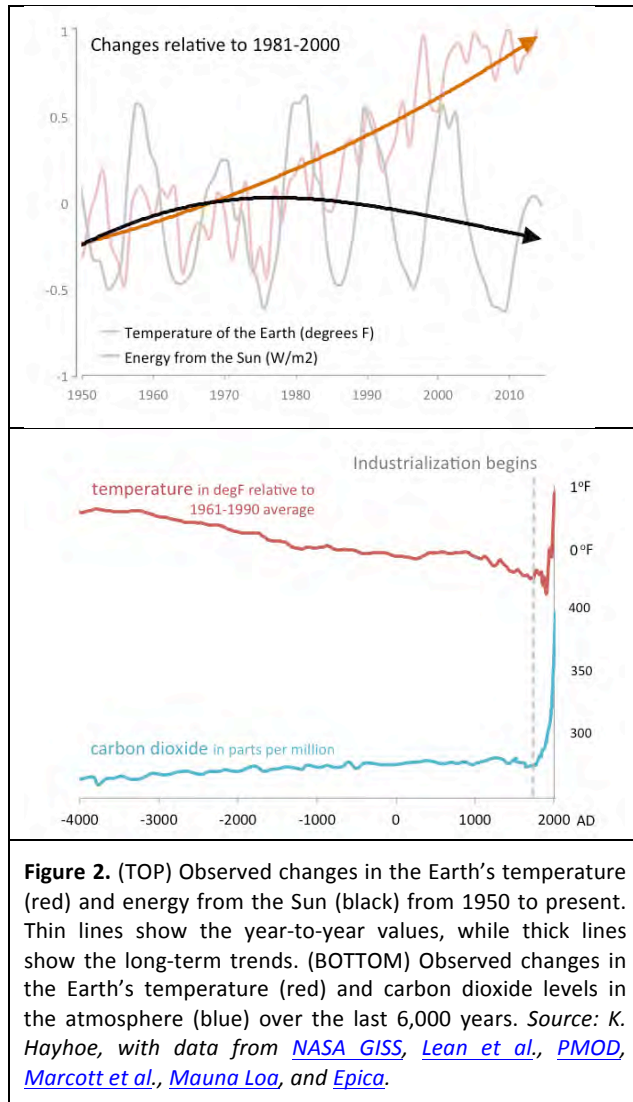 1
Changes relative to 1981-2000
0.5
0
-0.5
Temperature of the Earth (degrees F)
Energy from the Sun (W/m2)
-1
1950 1960 1970 1980 1990 2000 2010
Industrialization begins
temperature in degF relative to
1961-1990 average
1°F
0 °F
400
350
300
carbon dioxide in parts per million
-4000 -3000 -2000 -1000 0 1000 2000 AD
Figure 2. (TOP) Observed changes in the Earth’s temperature
(red) and energy from the Sun (black) from 1950 to present.
Thin lines show the year-to-year values, while thick lines
show the long-term trends. (BOTTOM) Observed changes in
the Earth’s temperature (red) and carbon dioxide levels in
the atmosphere (blue) over the last 6,000 years. Source: K.
Hayhoe, with data from NASA GISS, Lean et al., PMOD,
Marcott et al., Mauna Loa, and Epica.